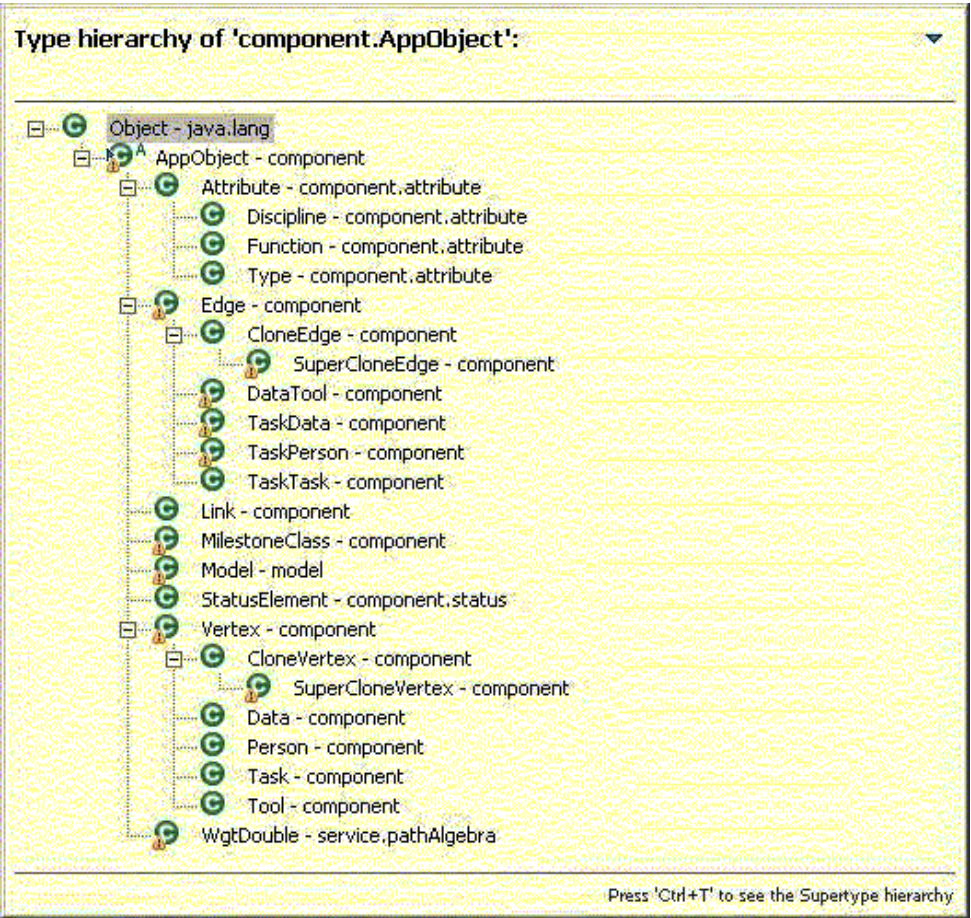 Type hierarchy of 'component.AppObject':
Object - java.lang
AppObject - component
Attribute - component.attribute
Discipline - component.attribute
Function - component.attribute
Type - component.attribute
Edge - component
CloneEdge - component
SuperCloneEdge - component
DataTool - component
TaskData - component
TaskPerson - component
TaskTask - component
Link - component
MilestoneClass - component
Model - model
StatusElement - component.status
Vertex - component
CloneVertex - component
SuperCloneVertex - component
Data - component
Person - component
Task - component
Tool - component
WgtDouble - service.pathAlgebra
Press 'Ctrl+T' to see the Supertype hierarchy